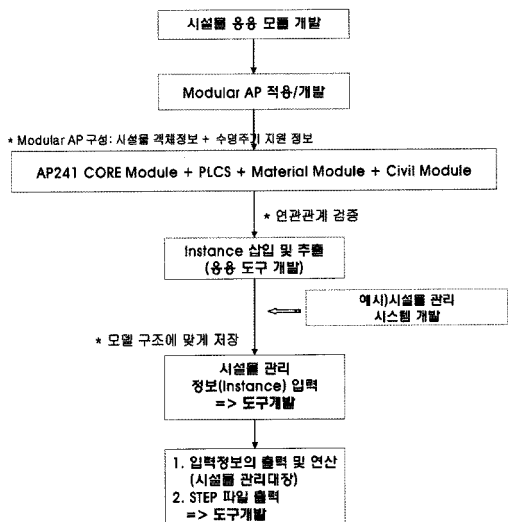 시설물 응용 모듈 개발
Modular AP 적용/개발
* Modular AP 구성: 시설물 객체정보 + 수명주기 지원 정보
AP241 CORE Module + PLCS + Material Module + Civil Module
* 연관관계 검증
Instance 삽입 및 추출
(응용 도구 개발)
예시)시설물 관리
시스템 개발
* 모델 구조에 맞게 저장
시설물 관리
정보(Instance) 입력
=> 도구개발
1. 입력정보의 출력 및 연산
(시설물 관리대장)
2. STEP 파일 출력
=> 도구개발